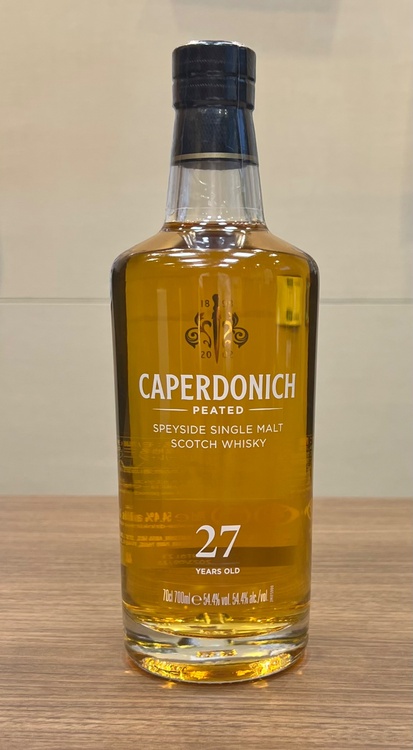 CAPERDONICH
PEATED
SPEYSIDE SINGLE MALT
SCOTCH WHISKY
27
YEARS OLD
70cl 700ml ℮ 54.4% vol. 54.4% alc./vol.